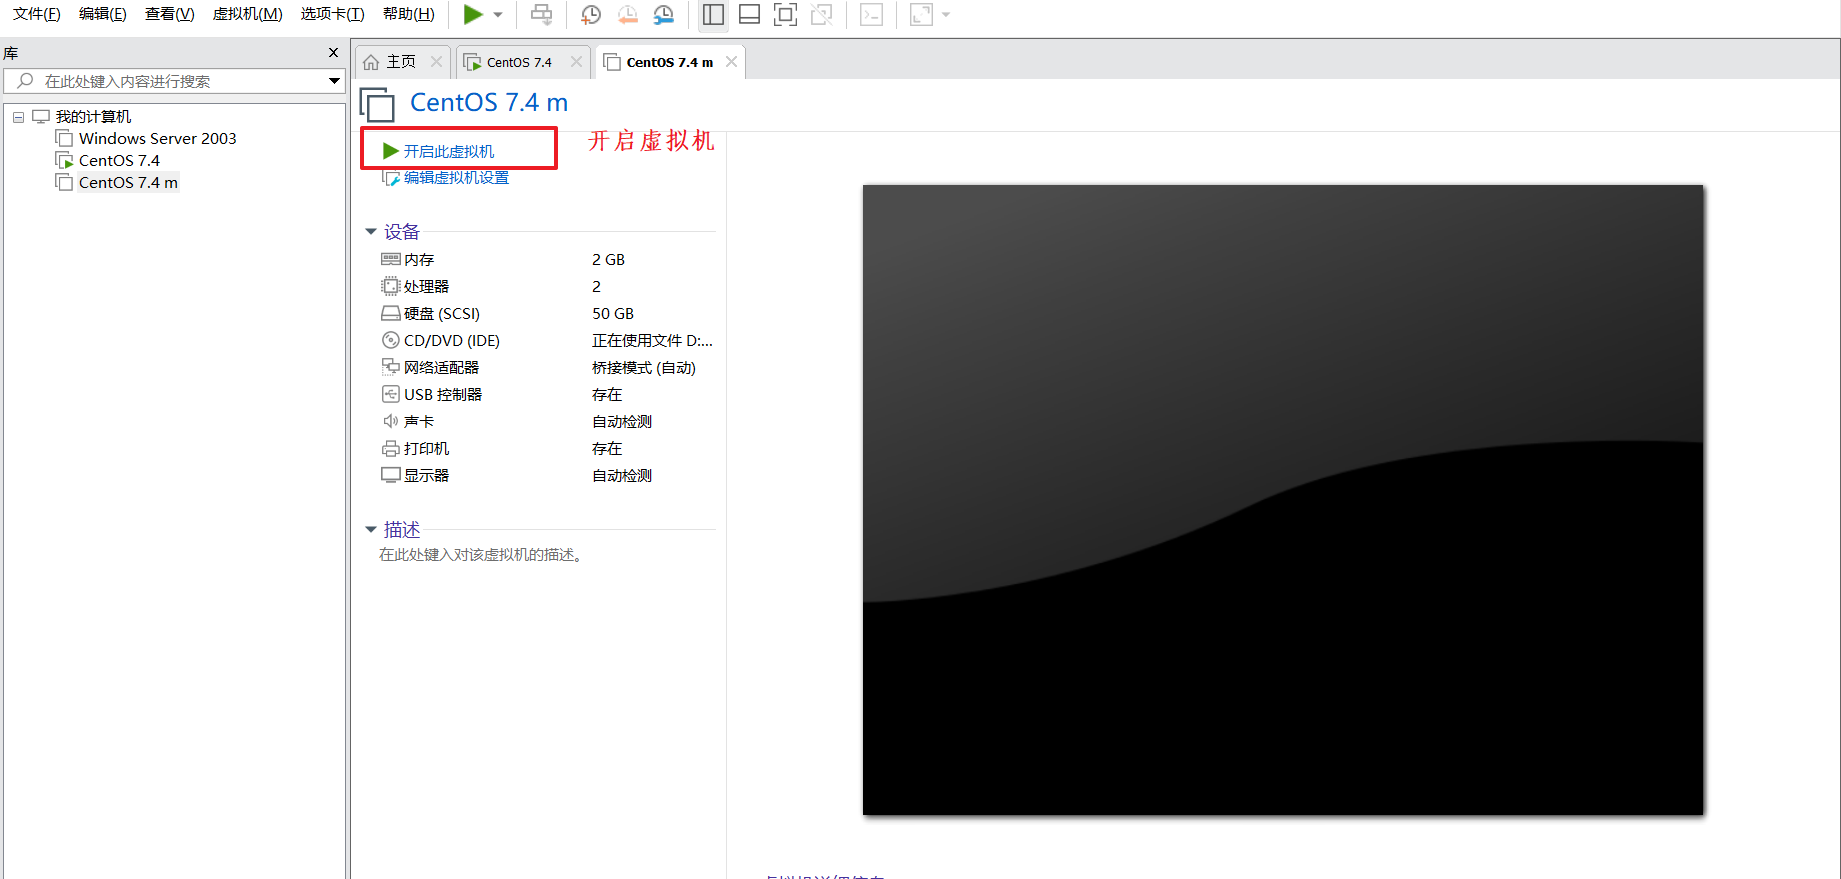 文件(F) 编辑(E) 查看(V) 虚拟机(M) 选项卡(T) 帮助(H)
库
在此处键入内容进行搜索
我的计算机
Windows Server 2003
CentOS 7.4
CentOS 7.4 m
主页 CentOS 7.4 CentOS 7.4 m
CentOS 7.4 m
开启此虚拟机 开启虚拟机
编辑虚拟机设置
设备
内存 2 GB
处理器 2
硬盘 (SCSI) 50 GB
CD/DVD (IDE) 正在使用文件 D:...
网络适配器 桥接模式 (自动)
USB 控制器 存在
声卡 自动检测
打印机 存在
显示器 自动检测
描述
在此处键入对该虚拟机的描述。